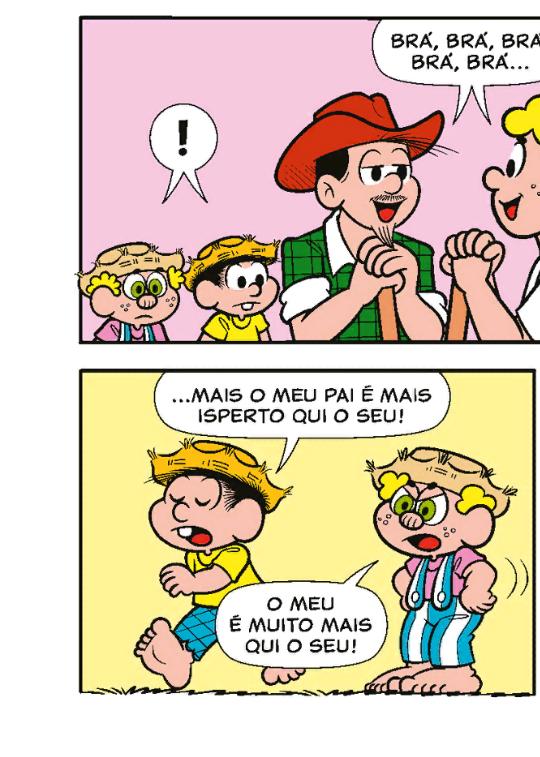 BRÁ, BRÁ, BRÁ
BRÁ, BRÁ...
!
...MAIS O MEU PAI É MAIS
ISPERTO QUI O SEU!
O MEU
É MUITO MAIS
QUI O SEU!